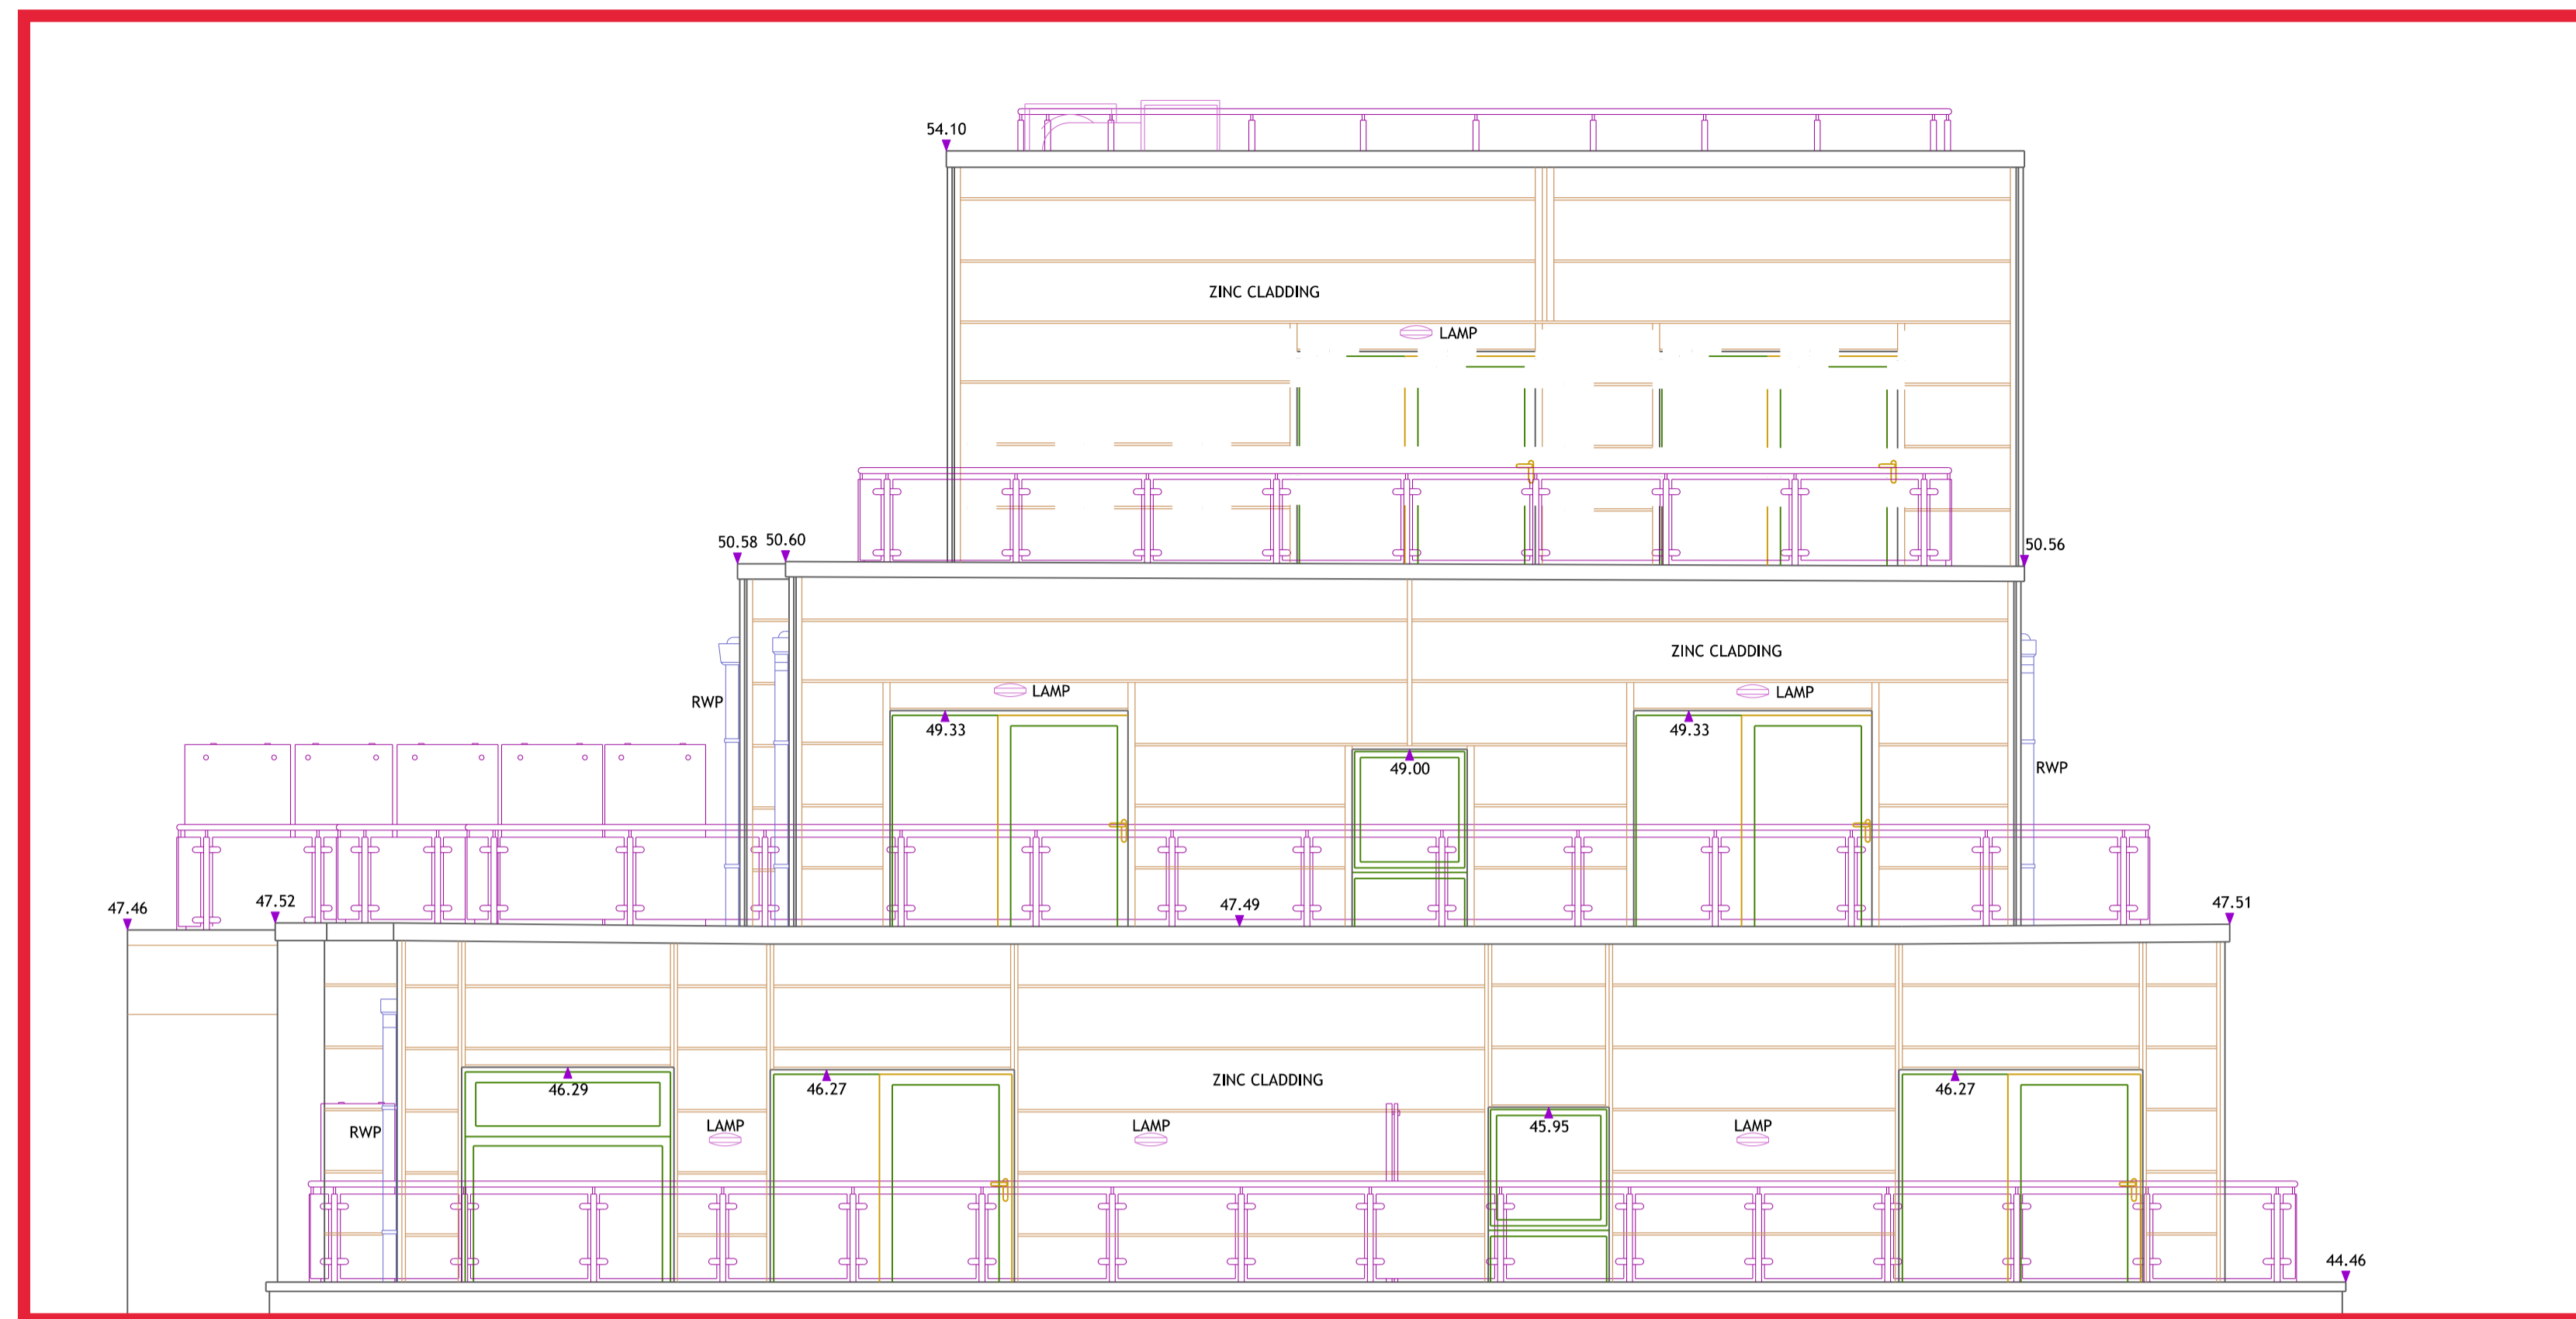 54.10
ZINC CLADDING
LAMP
50.58
50.60
50.56
ZINC CLADDING
LAMP
LAMP
RWP
49.33
49.33
49.00
RWP
47.46
47.52
47.49
47.51
46.29
46.27
ZINC CLADDING
46.27
RWP
LAMP
LAMP
45.95
LAMP
44.46